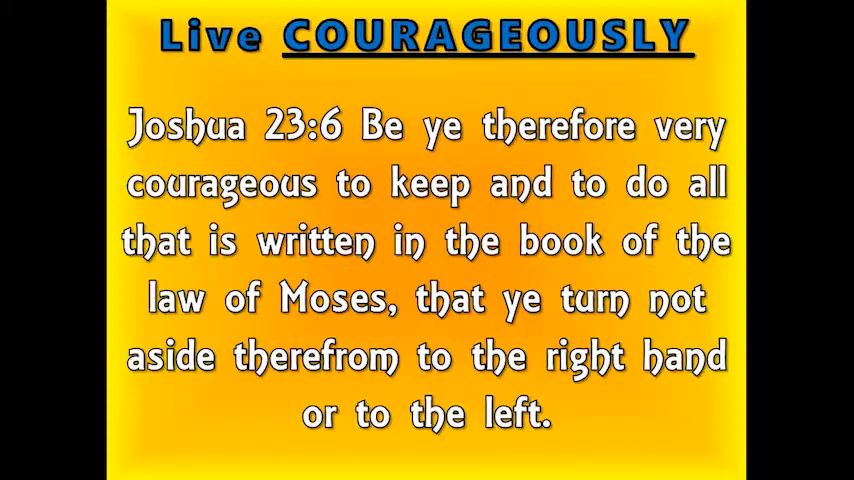 Live COURAGEOUSLY
Joshua 23:6 Be ye therefore very
courageous to keep and to do all
that is written in the book of the
law of Moses, that ye turn not
aside therefrom to the right hand
or to the left.